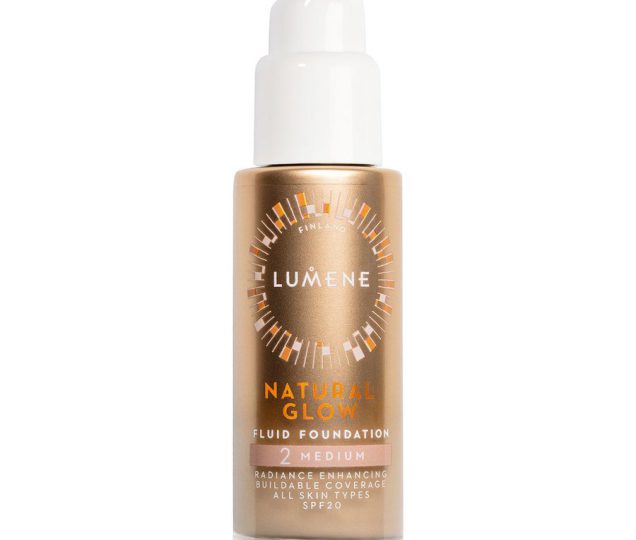 FINLAND
LUMENE
NATURAL
GLOW
FLUID FOUNDATION
2 MEDIUM
RADIANCE ENHANCING
BUILDABLE COVERAGE
ALL SKIN TYPES
SPF20